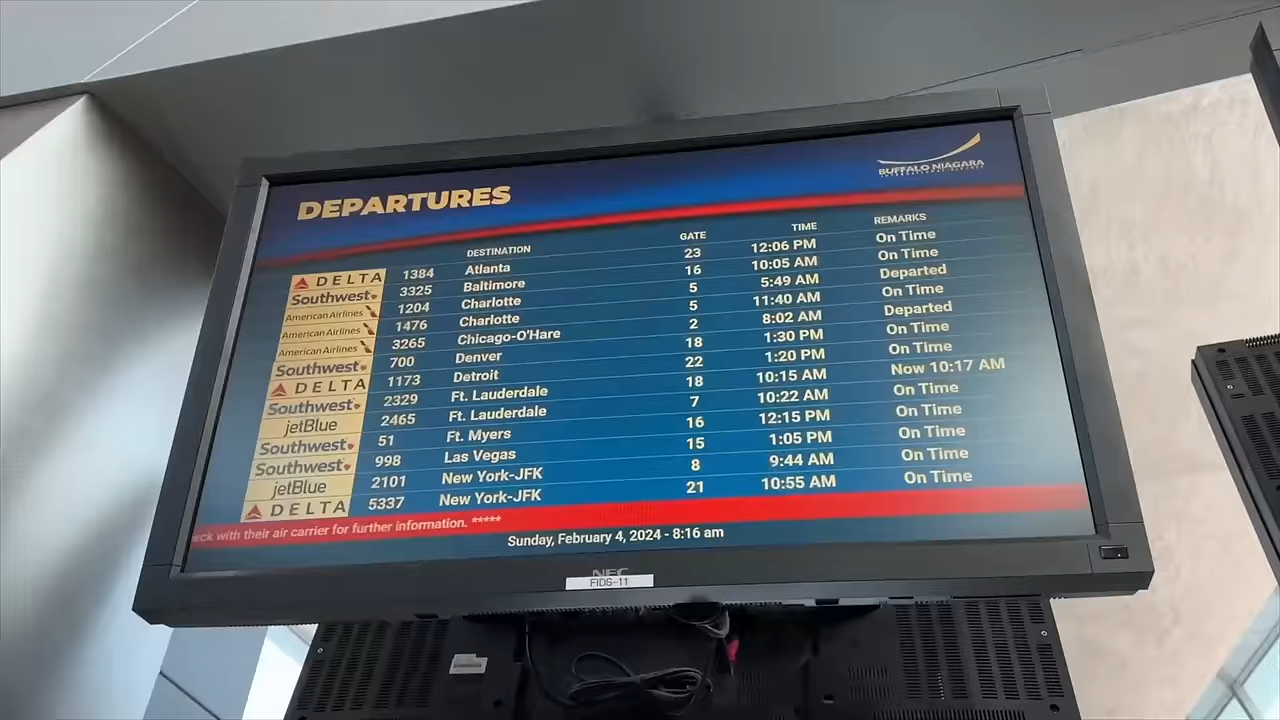 BUFFALO NIAGARA
INTERNATIONAL AIRPORT
DEPARTURES
DESTINATION GATE TIME REMARKS
DELTA 1384 Atlanta 23 12:06 PM On Time
Southwest 3325 Baltimore 16 10:05 AM On Time
American Airlines 1204 Charlotte 5 5:49 AM Departed
American Airlines 1476 Charlotte 5 11:40 AM On Time
American Airlines 3265 Chicago-O'Hare 2 8:02 AM Departed
Southwest 700 Denver 18 1:30 PM On Time
DELTA 1173 Detroit 22 1:20 PM On Time
Southwest 2329 Ft. Lauderdale 18 10:15 AM Now 10:17 AM
jetBlue 2465 Ft. Lauderdale 7 10:22 AM On Time
Southwest 51 Ft. Myers 16 12:15 PM On Time
Southwest 998 Las Vegas 15 1:05 PM On Time
jetBlue 2101 New York-JFK 8 9:44 AM On Time
DELTA 5337 New York-JFK 21 10:55 AM On Time
eck with their air carrier for further information. *****
Sunday, February 4, 2024 - 8:16 am
NEC
FIDS-11